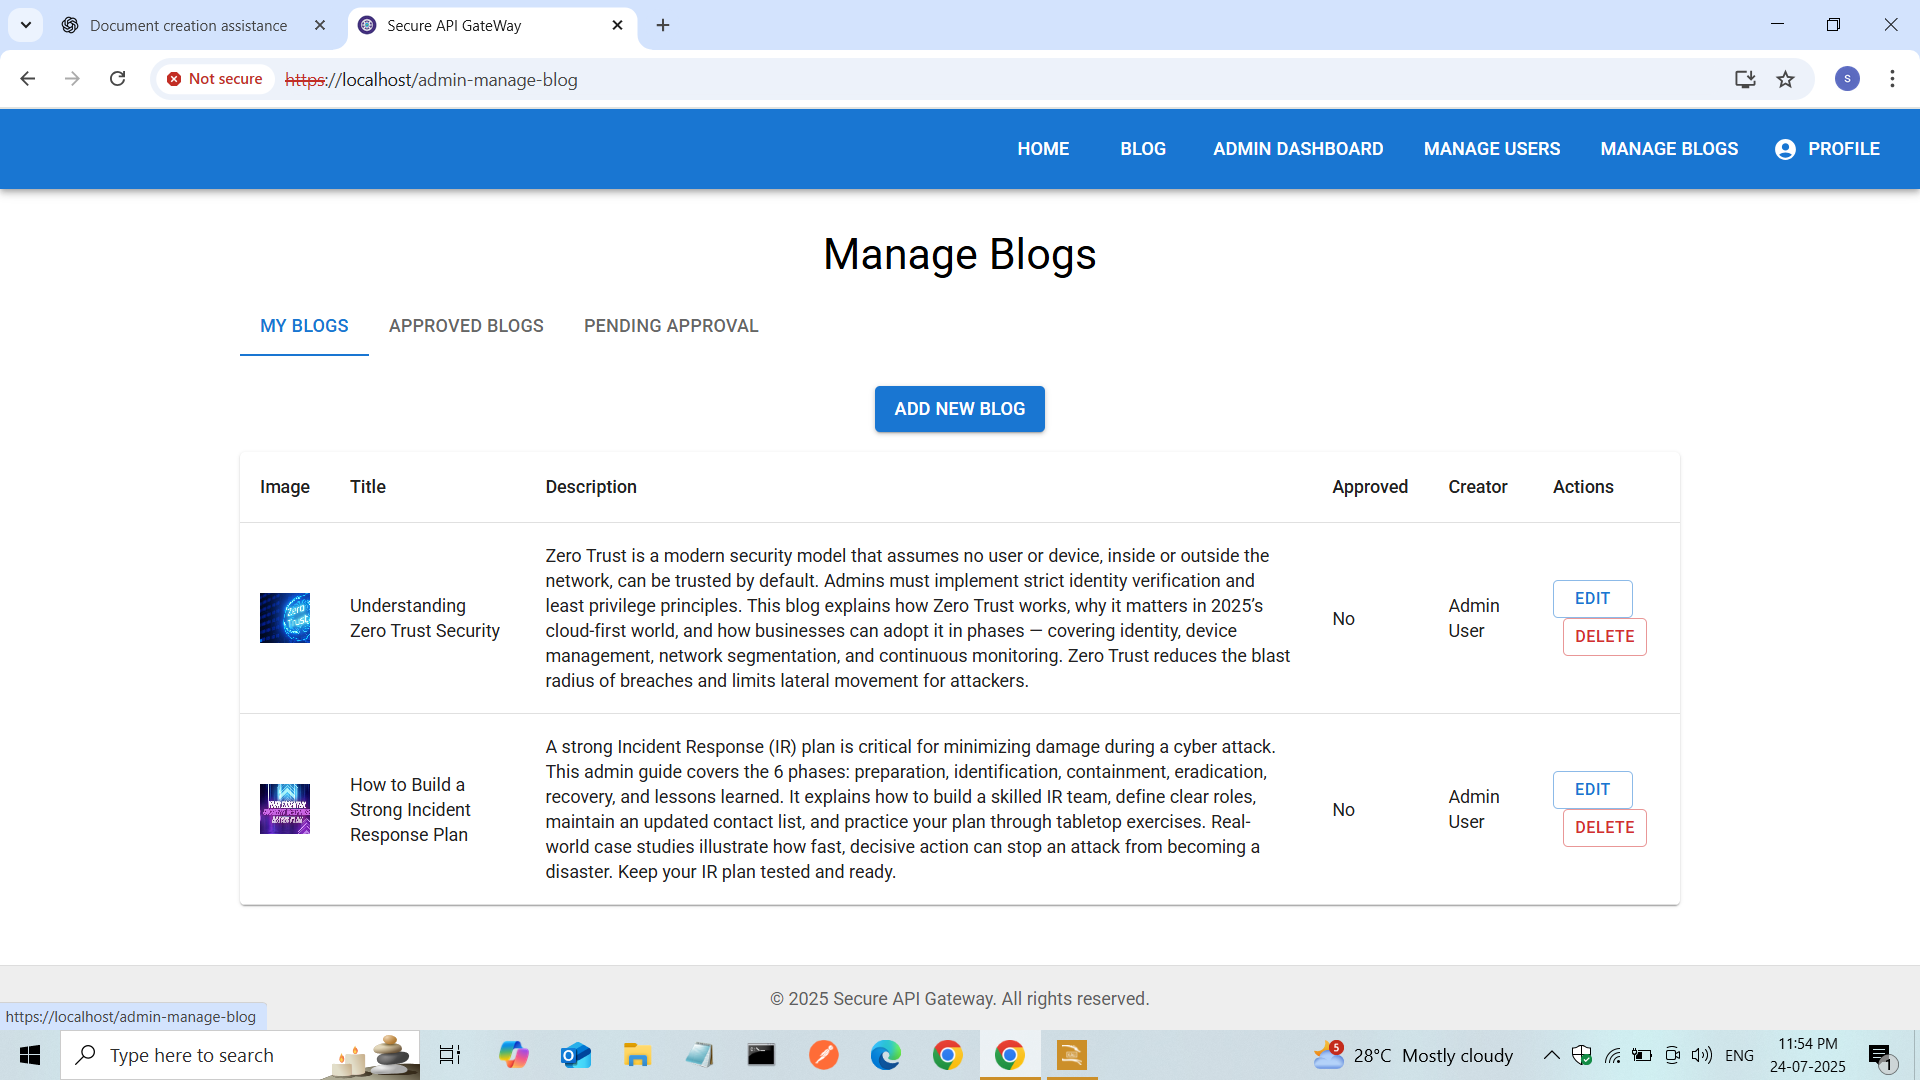 Document creation assistance
Secure API GateWay
Not secure
https://localhost/admin-manage-blog
S
HOME
BLOG
ADMIN DASHBOARD
MANAGE USERS
MANAGE BLOGS
PROFILE
Manage Blogs
MY BLOGS
APPROVED BLOGS
PENDING APPROVAL
ADD NEW BLOG
Image
Title
Description
Approved
Creator
Actions
Zero
Trust
Understanding
Zero Trust Security
Zero Trust is a modern security model that assumes no user or device, inside or outside the
network, can be trusted by default. Admins must implement strict identity verification and
least privilege principles. This blog explains how Zero Trust works, why it matters in 2025’s
cloud-first world, and how businesses can adopt it in phases — covering identity, device
management, network segmentation, and continuous monitoring. Zero Trust reduces the blast
radius of breaches and limits lateral movement for attackers.
No
Admin
User
EDIT
DELETE
How to Build a
Strong Incident
Response Plan
A strong Incident Response (IR) plan is critical for minimizing damage during a cyber attack.
This admin guide covers the 6 phases: preparation, identification, containment, eradication,
recovery, and lessons learned. It explains how to build a skilled IR team, define clear roles,
maintain an updated contact list, and practice your plan through tabletop exercises. Real-
world case studies illustrate how fast, decisive action can stop an attack from becoming a
disaster. Keep your IR plan tested and ready.
No
Admin
User
EDIT
DELETE
© 2025 Secure API Gateway. All rights reserved.
https://localhost/admin-manage-blog
Type here to search
5
28°C Mostly cloudy
ENG
11:54 PM
24-07-2025
1